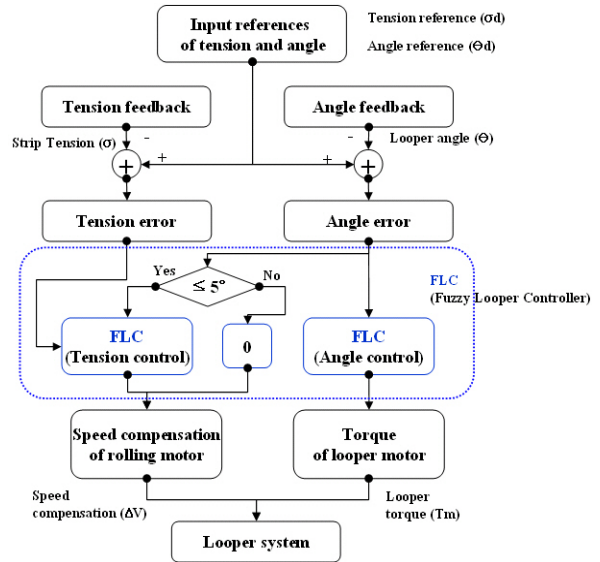 Input references
of tension and angle
Tension reference (σd)
Angle reference (Өd)
Tension feedback
Angle feedback
Strip Tension (σ)
-
-
Looper angle (Ө)
+
+
+
+
Tension error
Angle error
Yes
≤ 5°
No
FLC
(Fuzzy Looper Controller)
FLC
(Tension control)
0
FLC
(Angle control)
Speed compensation
of rolling motor
Torque
of looper motor
Speed
compensation (ΔV)
Looper
torque (Tm)
Looper system